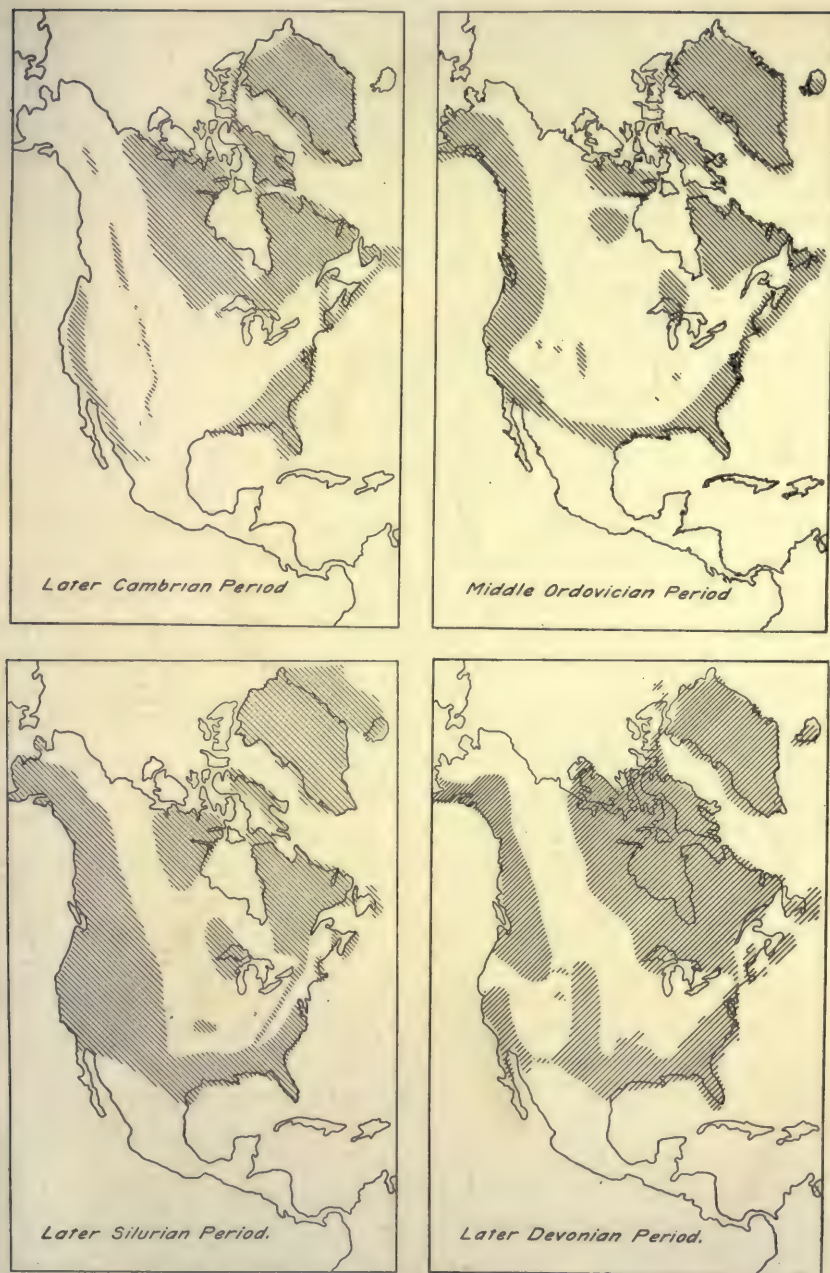 Later Cambrian Period
Middle Ordovician Period
Later Silurian Period.
Later Devonian Period.